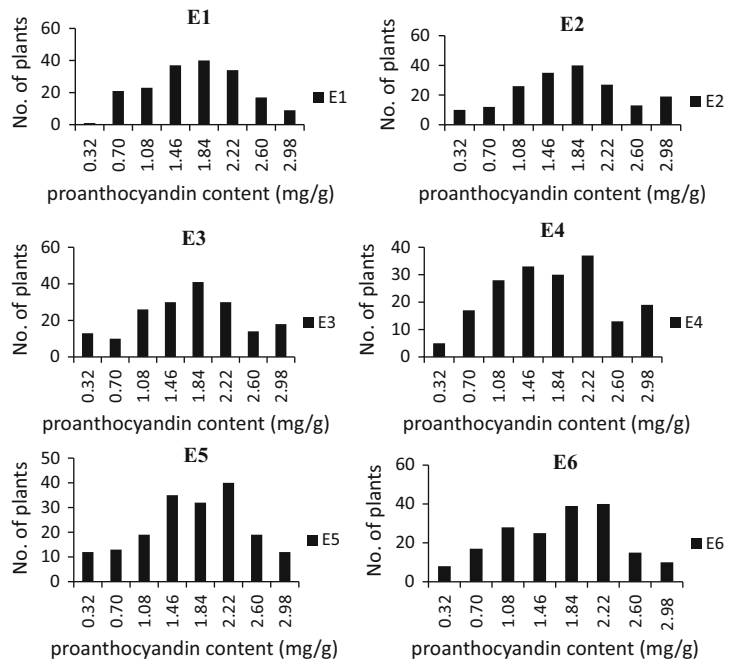 E1
No. of plants
60
40
20
0
0.32 0.70 1.08 1.46 1.84 2.22 2.60 2.98
proanthocyandin content (mg/g)
E1
E2
No. of plants
60
40
20
0
0.32 0.70 1.08 1.46 1.84 2.22 2.60 2.98
proanthocyandin content (mg/g)
E2
E3
No. of plants
60
40
20
0
0.32 0.70 1.08 1.46 1.84 2.22 2.60 2.98
proanthocyandin content (mg/g)
E3
E4
No. of plants
40
30
20
10
0
0.32 0.70 1.08 1.46 1.84 2.22 2.60 2.98
proanthocyandin content (mg/g)
E4
E5
No. of plants
50
40
30
20
10
0
0.32 0.70 1.08 1.46 1.84 2.22 2.60 2.98
proanthocyandin content (mg/g)
E5
E6
No. of plants
60
40
20
0
0.32 0.70 1.08 1.46 1.84 2.22 2.60 2.98
proanthocyandin content (mg/g)
E6